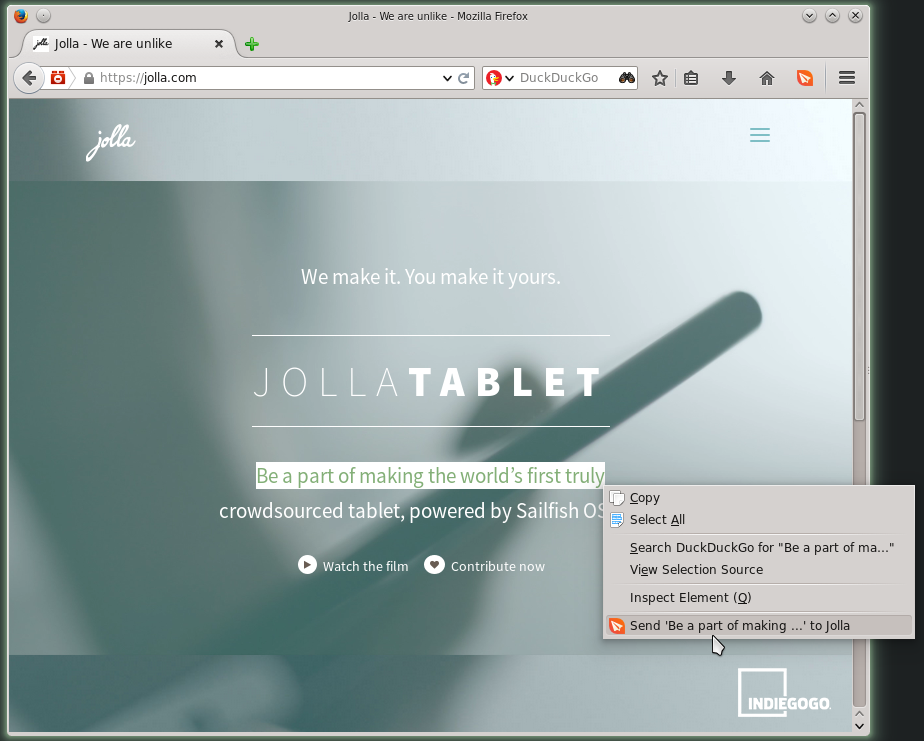 Jolla - We are unlike - Mozilla Firefox
jolla Jolla - We are unlike
https://jolla.com
DuckDuckGo
jolla
We make it. You make it yours.
JOLLATABLET
Be a part of making the world’s first truly
crowdsourced tablet, powered by Sailfish OS
Watch the film
Contribute now
Copy
Select All
Search DuckDuckGo for "Be a part of ma..."
View Selection Source
Inspect Element (Q)
Send 'Be a part of making ...' to Jolla
INDIEGOGO